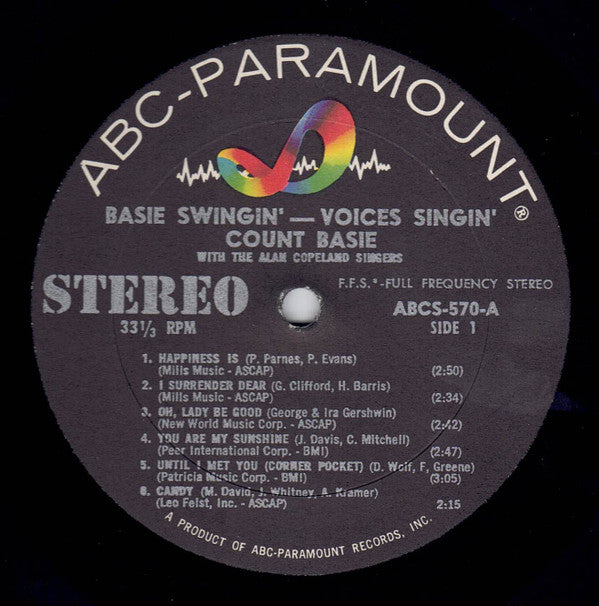 ABC-PARAMOUNT®
BASIE SWINGIN' — VOICES SINGIN'
COUNT BASIE
WITH THE ALAN COPELAND SINGERS
STEREO
F.F.S.°-FULL FREQUENCY STEREO
33⅓ RPM
ABCS-570-A
SIDE 1
1. HAPPINESS IS (P. Parnes, P. Evans)
(Mills Music - ASCAP) (2:50)
2. I SURRENDER DEAR (G. Clifford, H. Barris)
(Mills Music - ASCAP) (2:34)
3. OH, LADY BE GOOD (George & Ira Gershwin)
(New World Music Corp. - ASCAP) (2:42)
4. YOU ARE MY SUNSHINE (J. Davis, C. Mitchell)
(Peer International Corp. - BMI) (2:47)
5. UNTIL I MET YOU (CORNER POCKET) (D. Wolf, F, Greene)
(Patricia Music Corp. - BMI) (3:05)
6. CANDY (M. David, J. Whitney, A. Kramer)
(Leo Feist, Inc. - ASCAP) 2:15
A PRODUCT OF ABC-PARAMOUNT RECORDS, INC.